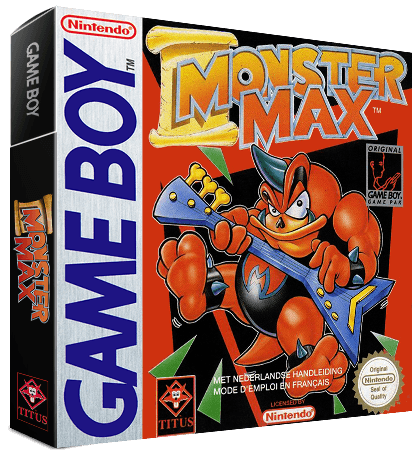 GAME BOY
MONSTER
MAX
TITUS
Nintendo
GAME BOY
TM
MONSTER
MAX
TM
ORIGINAL
GAME BOY
GAME PAK
MET NEDERLANDSE HANDLEIDING
MODE D'EMPLOI EN FRANÇAIS
LICENSED BY
Nintendo
TITUS
Original
Nintendo
Seal of
Quality